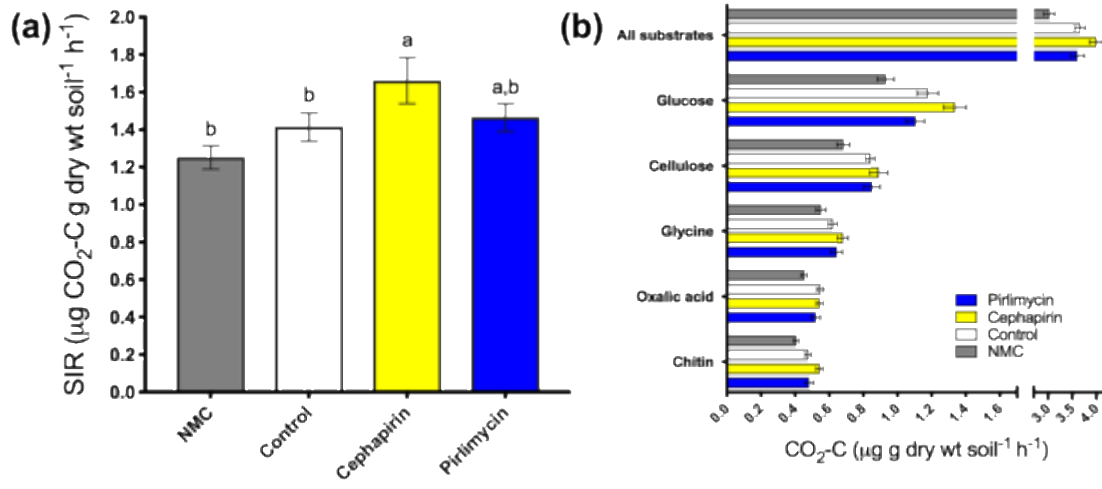 (a)
SIR (µg CO₂-C g dry wt soil⁻¹ h⁻¹)
2.0
1.8
1.6
1.4
1.2
1.0
0.8
0.6
0.4
0.2
0.0
b
b
a
a,b
NMC
Control
Cephapirin
Pirlimycin
(b)
All substrates
Glucose
Cellulose
Glycine
Oxalic acid
Chitin
Pirlimycin
Cephapirin
Control
NMC
0.0 0.2 0.4 0.6 0.8 1.0 1.2 1.4 1.6 3.0 3.5 4.0
CO₂-C (µg g dry wt soil⁻¹ h⁻¹)